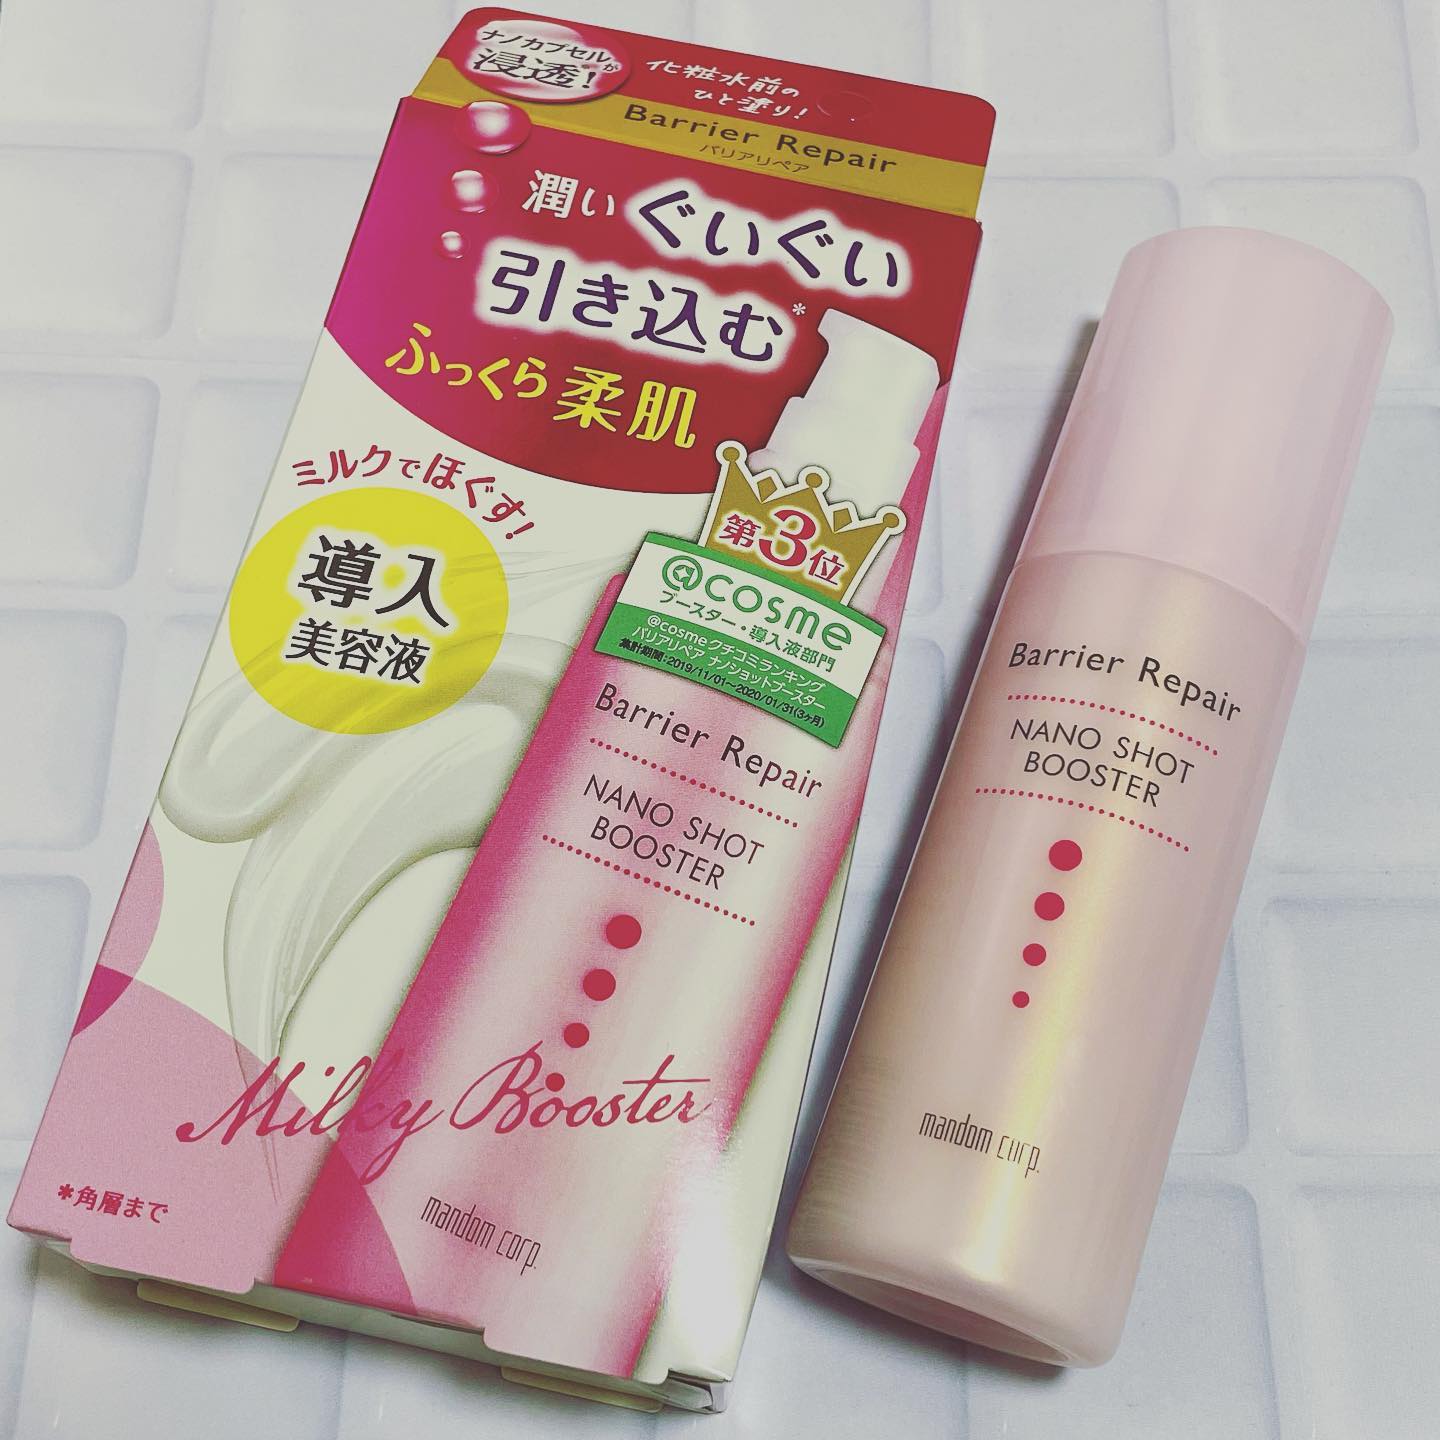 ナノカプセルが
浸透!
化粧水前の
ひと塗り!
Barrier Repair
バリアリペア
潤い ぐいぐい
引き込む*
ふっくら柔肌
ミルクでほぐす!
導入
美容液
第3位
@cosme
ブースター・導入液部門
@cosmeクチコミランキング
バリアリペア ナノショットブースター
集計期間:2019/11/01〜2020/01/31(3ヶ月)
Barrier Repair
NANO SHOT
BOOSTER
Milky Booster
mandom corp.
*角層まで
Barrier Repair
NANO SHOT
BOOSTER
mandom corp.